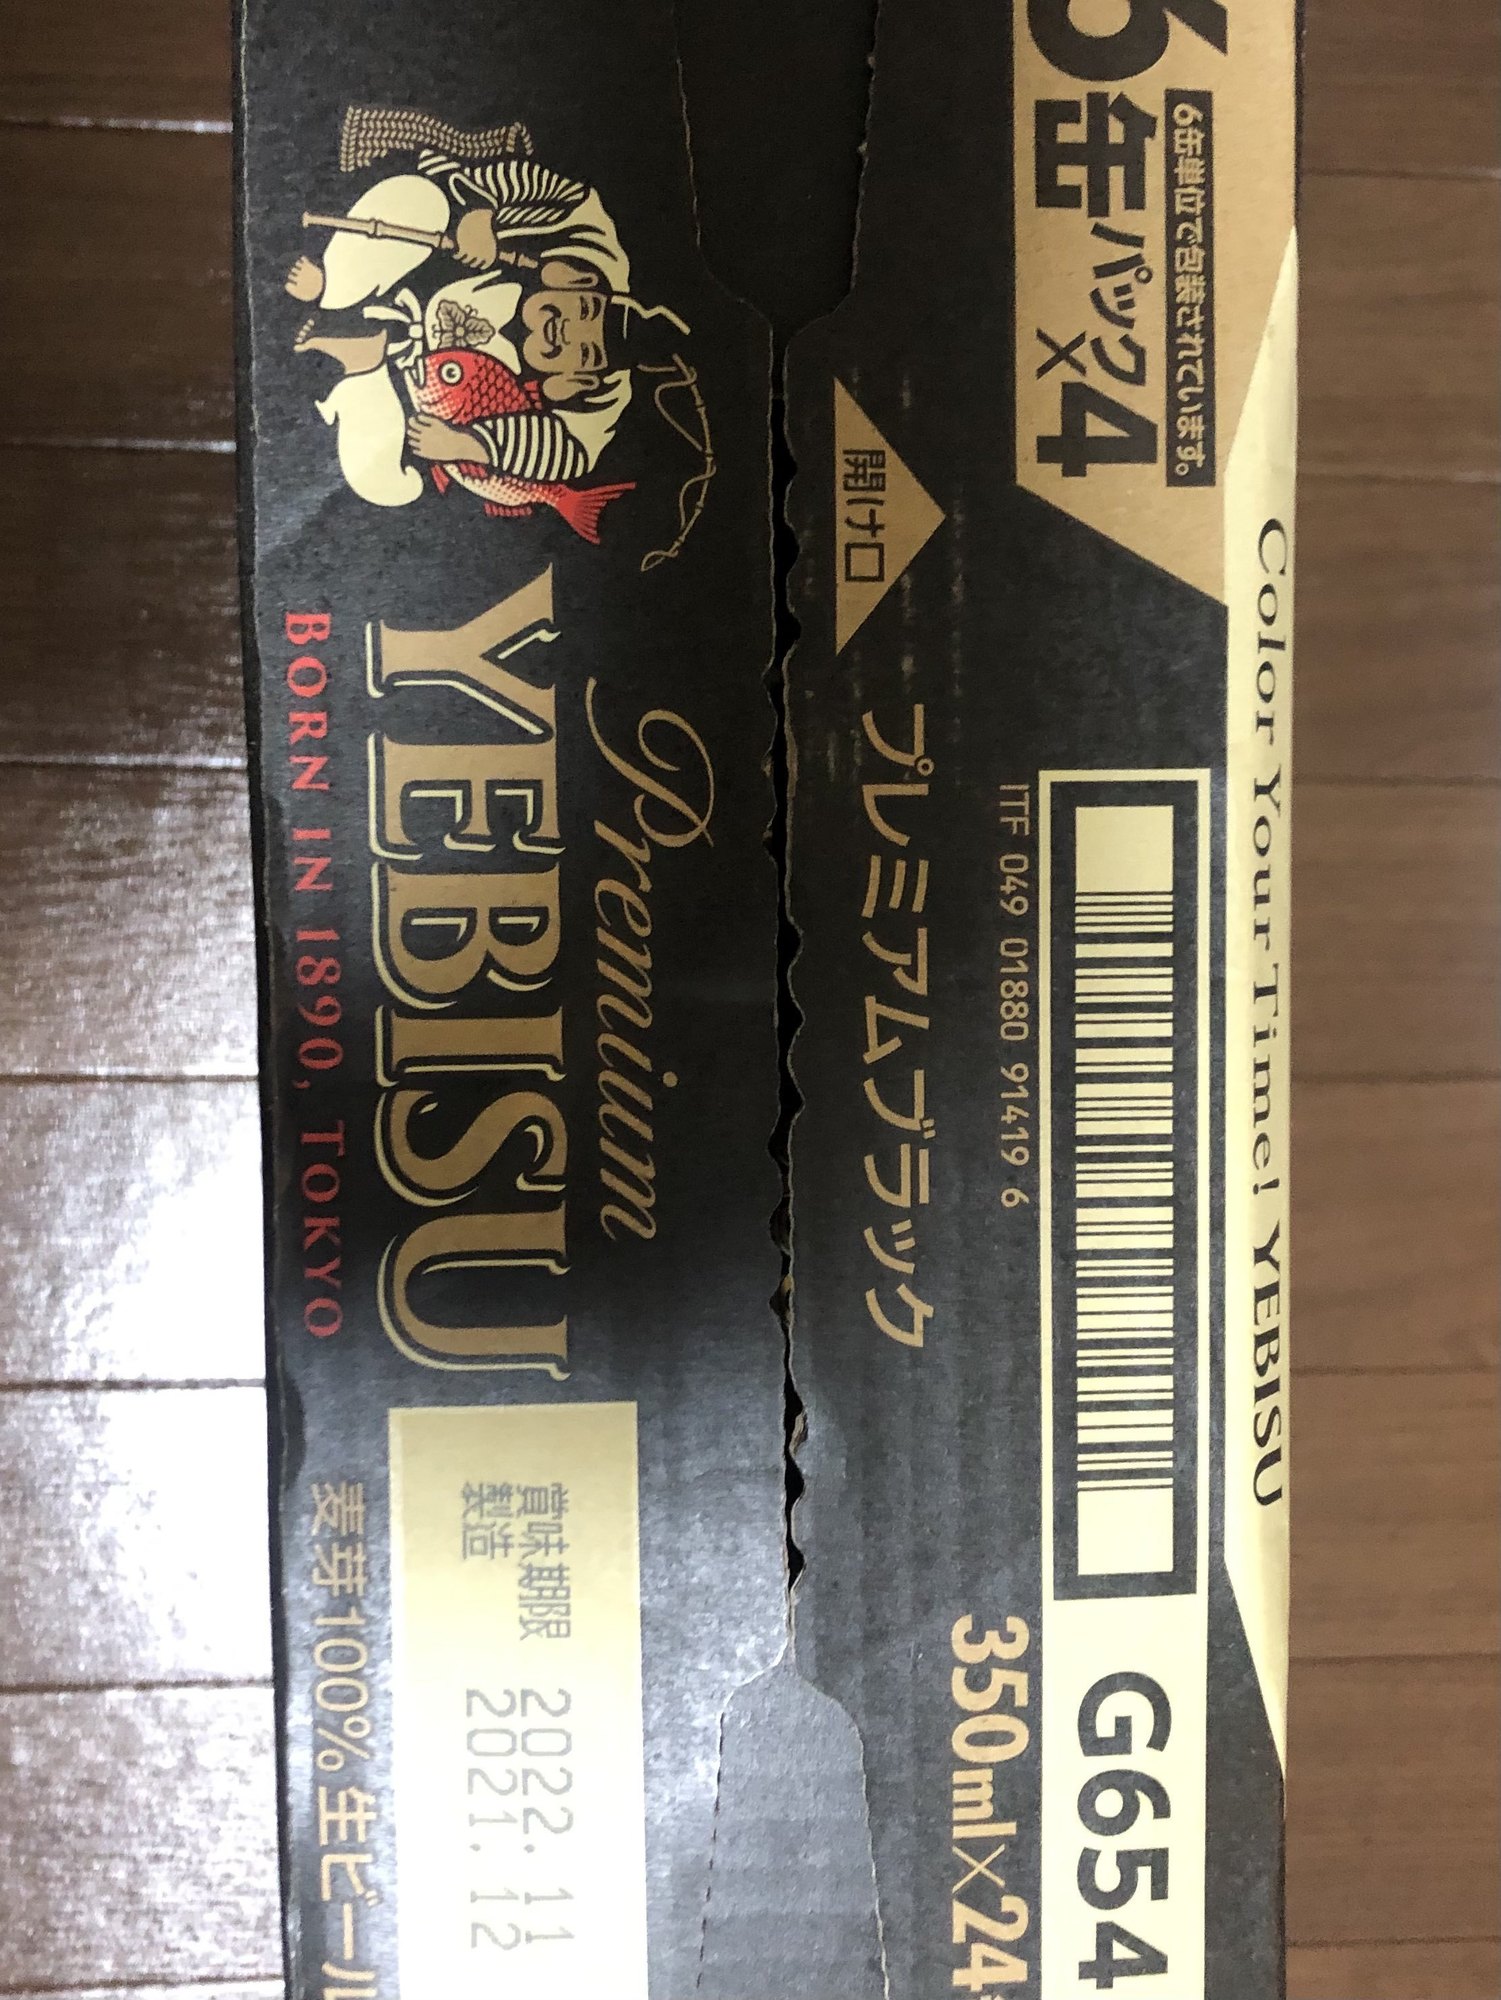 6缶単位で包装されています。
6缶パック×4
Color Your Time! YEBISU
開け口
ITF 049 01880 91419 6
プレミアムブラック
350ml×24
G654
Premium
YEBISU
BORN IN 1890, TOKYO
賞味期限 2022.11
製造 2021.12
麦芽100% 生ビール